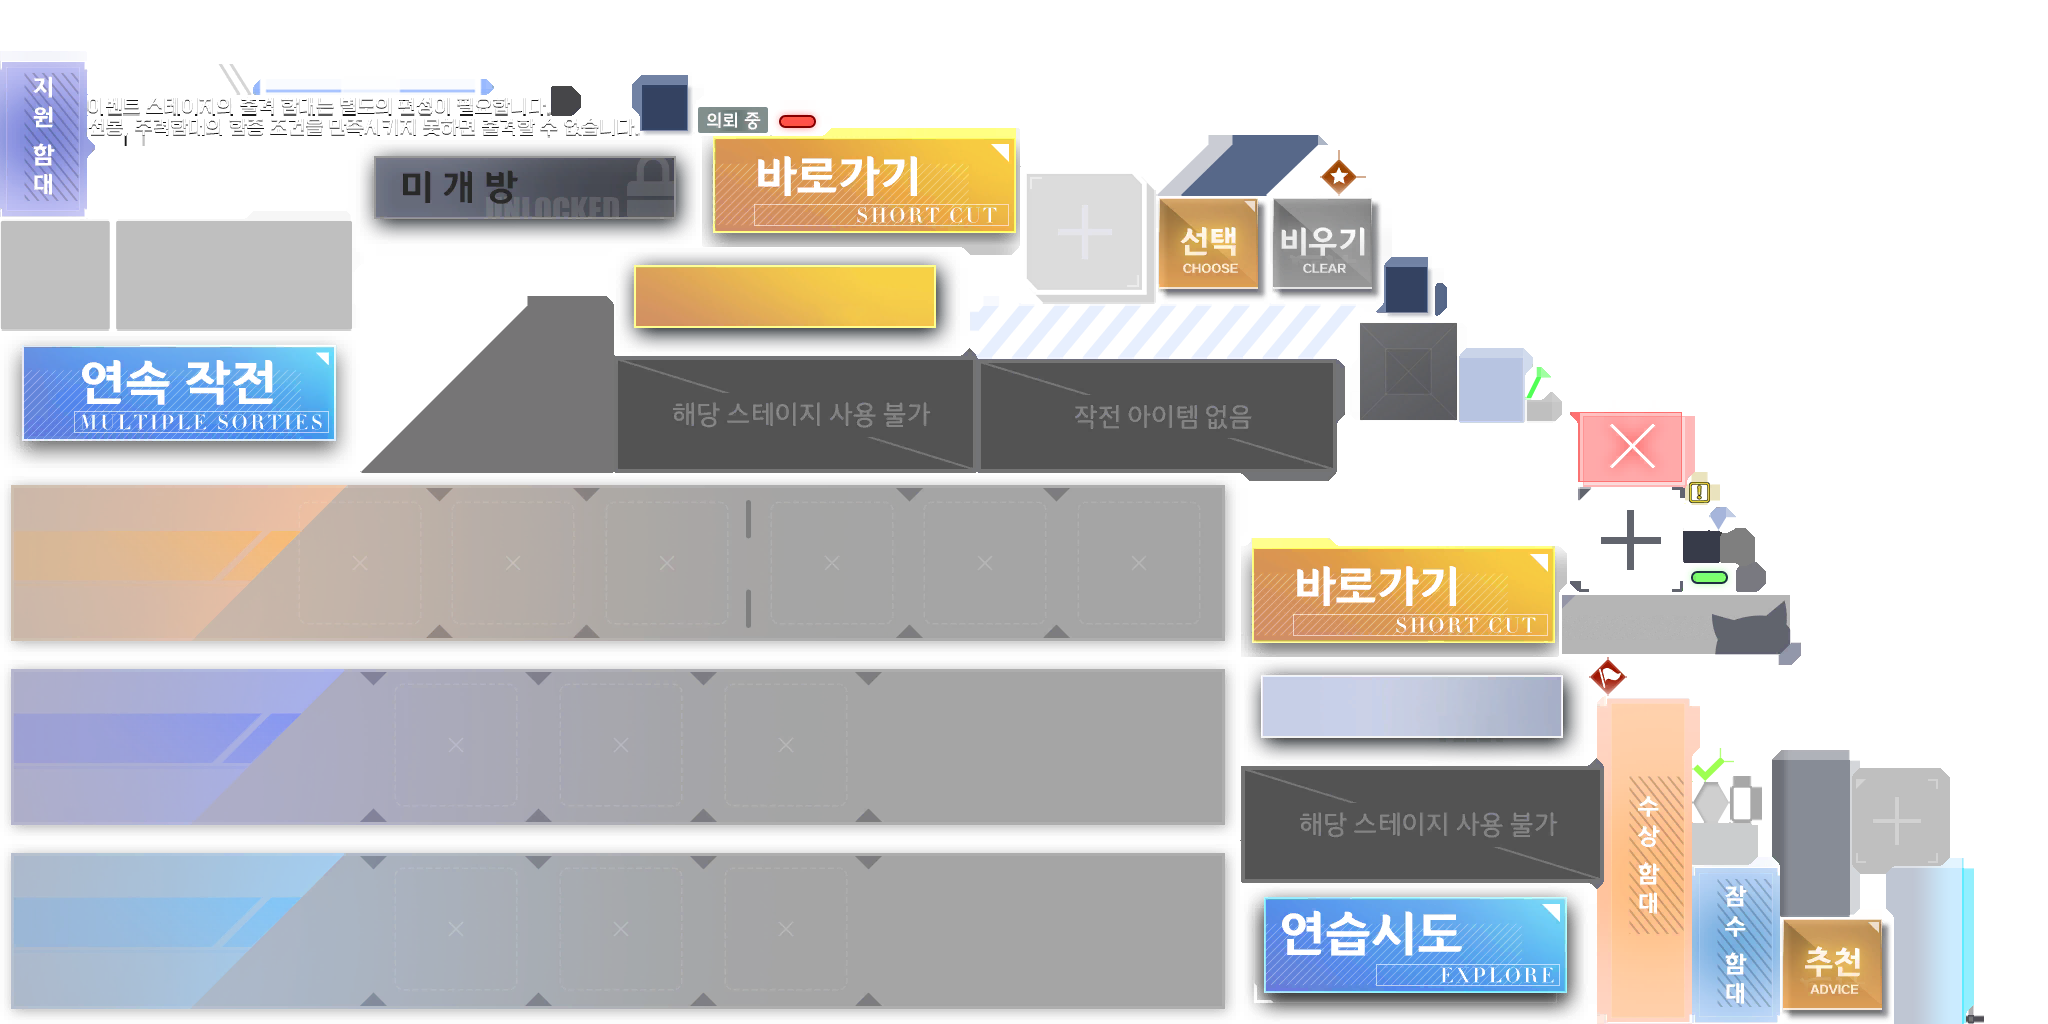 지원 함대
이벤트 스테이지의 출격 함대는 별도의 편성이 필요합니다.
선봉, 주력함대의 함종 조건을 만족시키지 못하면 출격할 수 없습니다.
의뢰 중
미개방
UNLOCKED
바로가기
SHORT CUT
선택
CHOOSE
비우기
CLEAR
연속 작전
MULTIPLE SORTIES
해당 스테이지 사용 불가
작전 아이템 없음
바로가기
SHORT CUT
해당 스테이지 사용 불가
수상 함대
잠수 함대
연습시도
EXPLORE
추천
ADVICE